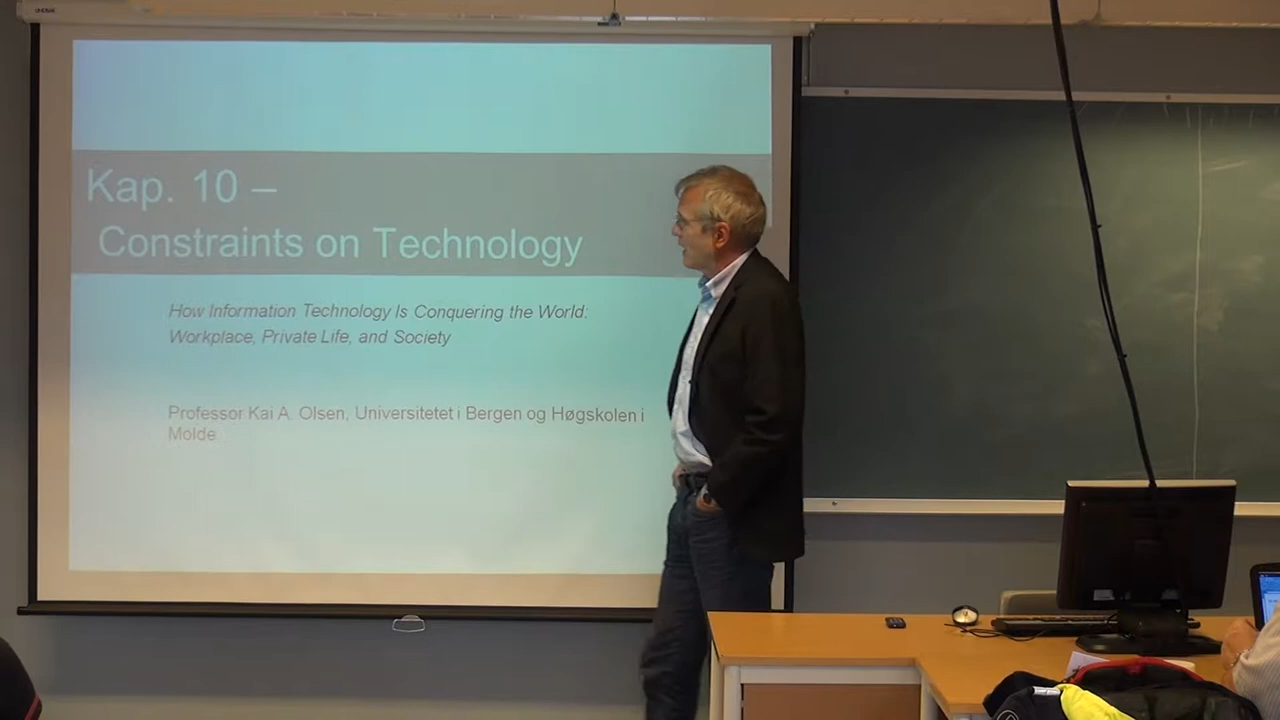 Kap. 10 –
Constraints on Technology
How Information Technology Is Conquering the World:
Workplace, Private Life, and Society
Professor Kai A. Olsen, Universitetet i Bergen og Høgskolen i
Molde